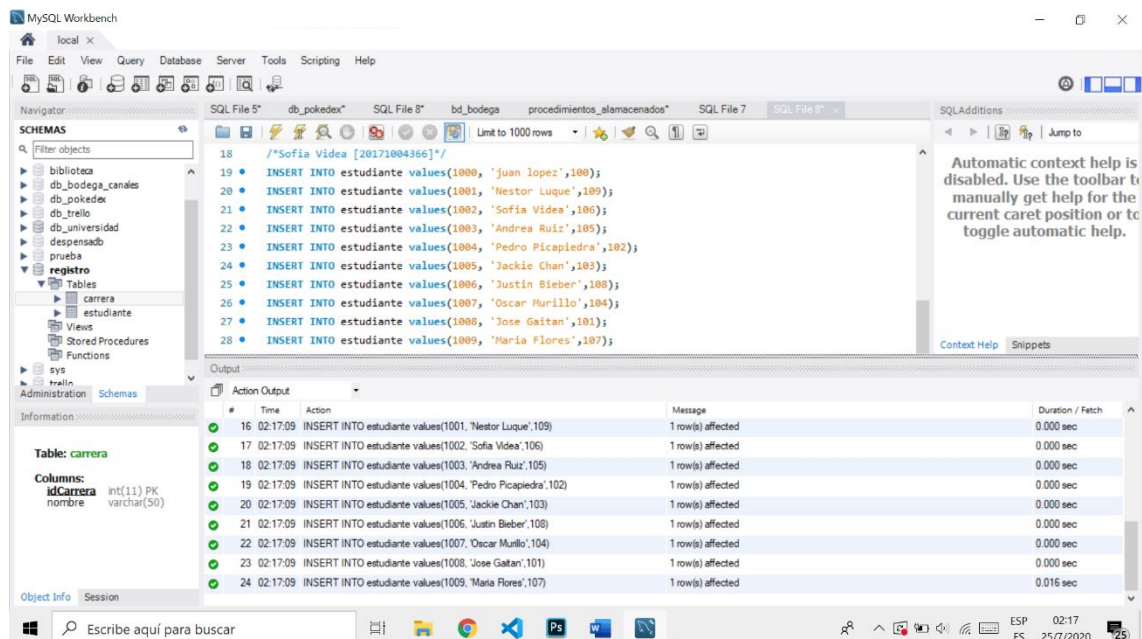 MySQL Workbench
local ×
File Edit View Query Database Server Tools Scripting Help
Navigator
SCHEMAS
Filter objects
biblioteca
db_bodega_canales
db_pokedex
db_trello
db_universidad
despensadb
prueba
registro
Tables
carrera
estudiante
Views
Stored Procedures
Functions
sys
trello
Administration Schemas
Information
Table: carrera
Columns:
idCarrera int(11) PK
nombre varchar(50)
Object Info Session
SQL File 5* db_pokedex* SQL File 8* bd_bodega procedimientos_alamacenados* SQL File 7 SQL File 8* ×
Limit to 1000 rows
18 /*Sofia Videa [20171004366]*/
19 INSERT INTO estudiante values(1000, 'juan lopez',100);
20 INSERT INTO estudiante values(1001, 'Nestor Luque',109);
21 INSERT INTO estudiante values(1002, 'Sofia Videa',106);
22 INSERT INTO estudiante values(1003, 'Andrea Ruiz',105);
23 INSERT INTO estudiante values(1004, 'Pedro Picapiedra',102);
24 INSERT INTO estudiante values(1005, 'Jackie Chan',103);
25 INSERT INTO estudiante values(1006, 'Justin Bieber',108);
26 INSERT INTO estudiante values(1007, 'Oscar Murillo',104);
27 INSERT INTO estudiante values(1008, 'Jose Gaitan',101);
28 INSERT INTO estudiante values(1009, 'Maria Flores',107);
SQLAdditions
Jump to
Automatic context help is
disabled. Use the toolbar to
manually get help for the
current caret position or to
toggle automatic help.
Context Help Snippets
Output
Action Output
# Time Action Message Duration / Fetch
16 02:17:09 INSERT INTO estudiante values(1001, 'Nestor Luque',109) 1 row(s) affected 0.000 sec
17 02:17:09 INSERT INTO estudiante values(1002, 'Sofia Videa',106) 1 row(s) affected 0.000 sec
18 02:17:09 INSERT INTO estudiante values(1003, 'Andrea Ruiz',105) 1 row(s) affected 0.000 sec
19 02:17:09 INSERT INTO estudiante values(1004, 'Pedro Picapiedra',102) 1 row(s) affected 0.000 sec
20 02:17:09 INSERT INTO estudiante values(1005, 'Jackie Chan',103) 1 row(s) affected 0.000 sec
21 02:17:09 INSERT INTO estudiante values(1006, 'Justin Bieber',108) 1 row(s) affected 0.000 sec
22 02:17:09 INSERT INTO estudiante values(1007, 'Oscar Murillo',104) 1 row(s) affected 0.000 sec
23 02:17:09 INSERT INTO estudiante values(1008, 'Jose Gaitan',101) 1 row(s) affected 0.000 sec
24 02:17:09 INSERT INTO estudiante values(1009, 'Maria Flores',107) 1 row(s) affected 0.016 sec
Escribe aquí para buscar
Ps
ESP
ES
02:17
25/7/2020
25